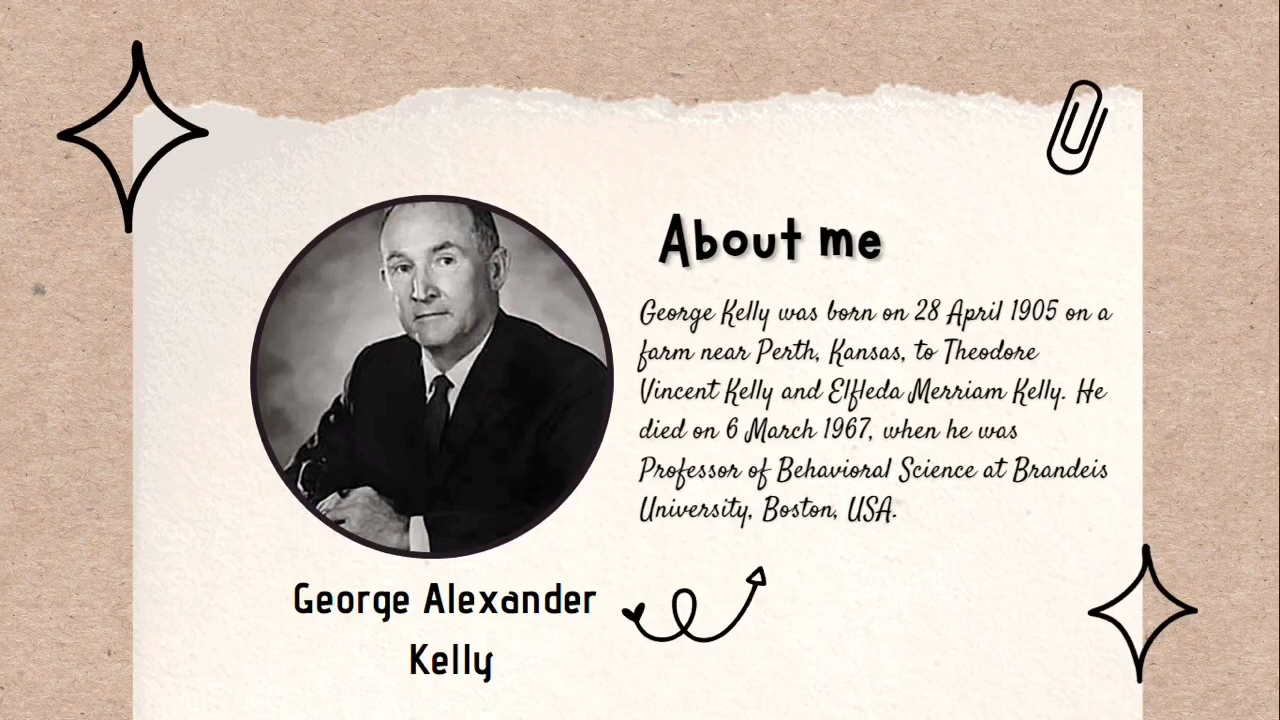 About me
George Kelly was born on 28 April 1905 on a
farm near Perth, Kansas, to Theodore
Vincent Kelly and Elfleda Merriam Kelly. He
died on 6 March 1967, when he was
Professor of Behavioral Science at Brandeis
University, Boston, USA.
George Alexander
Kelly